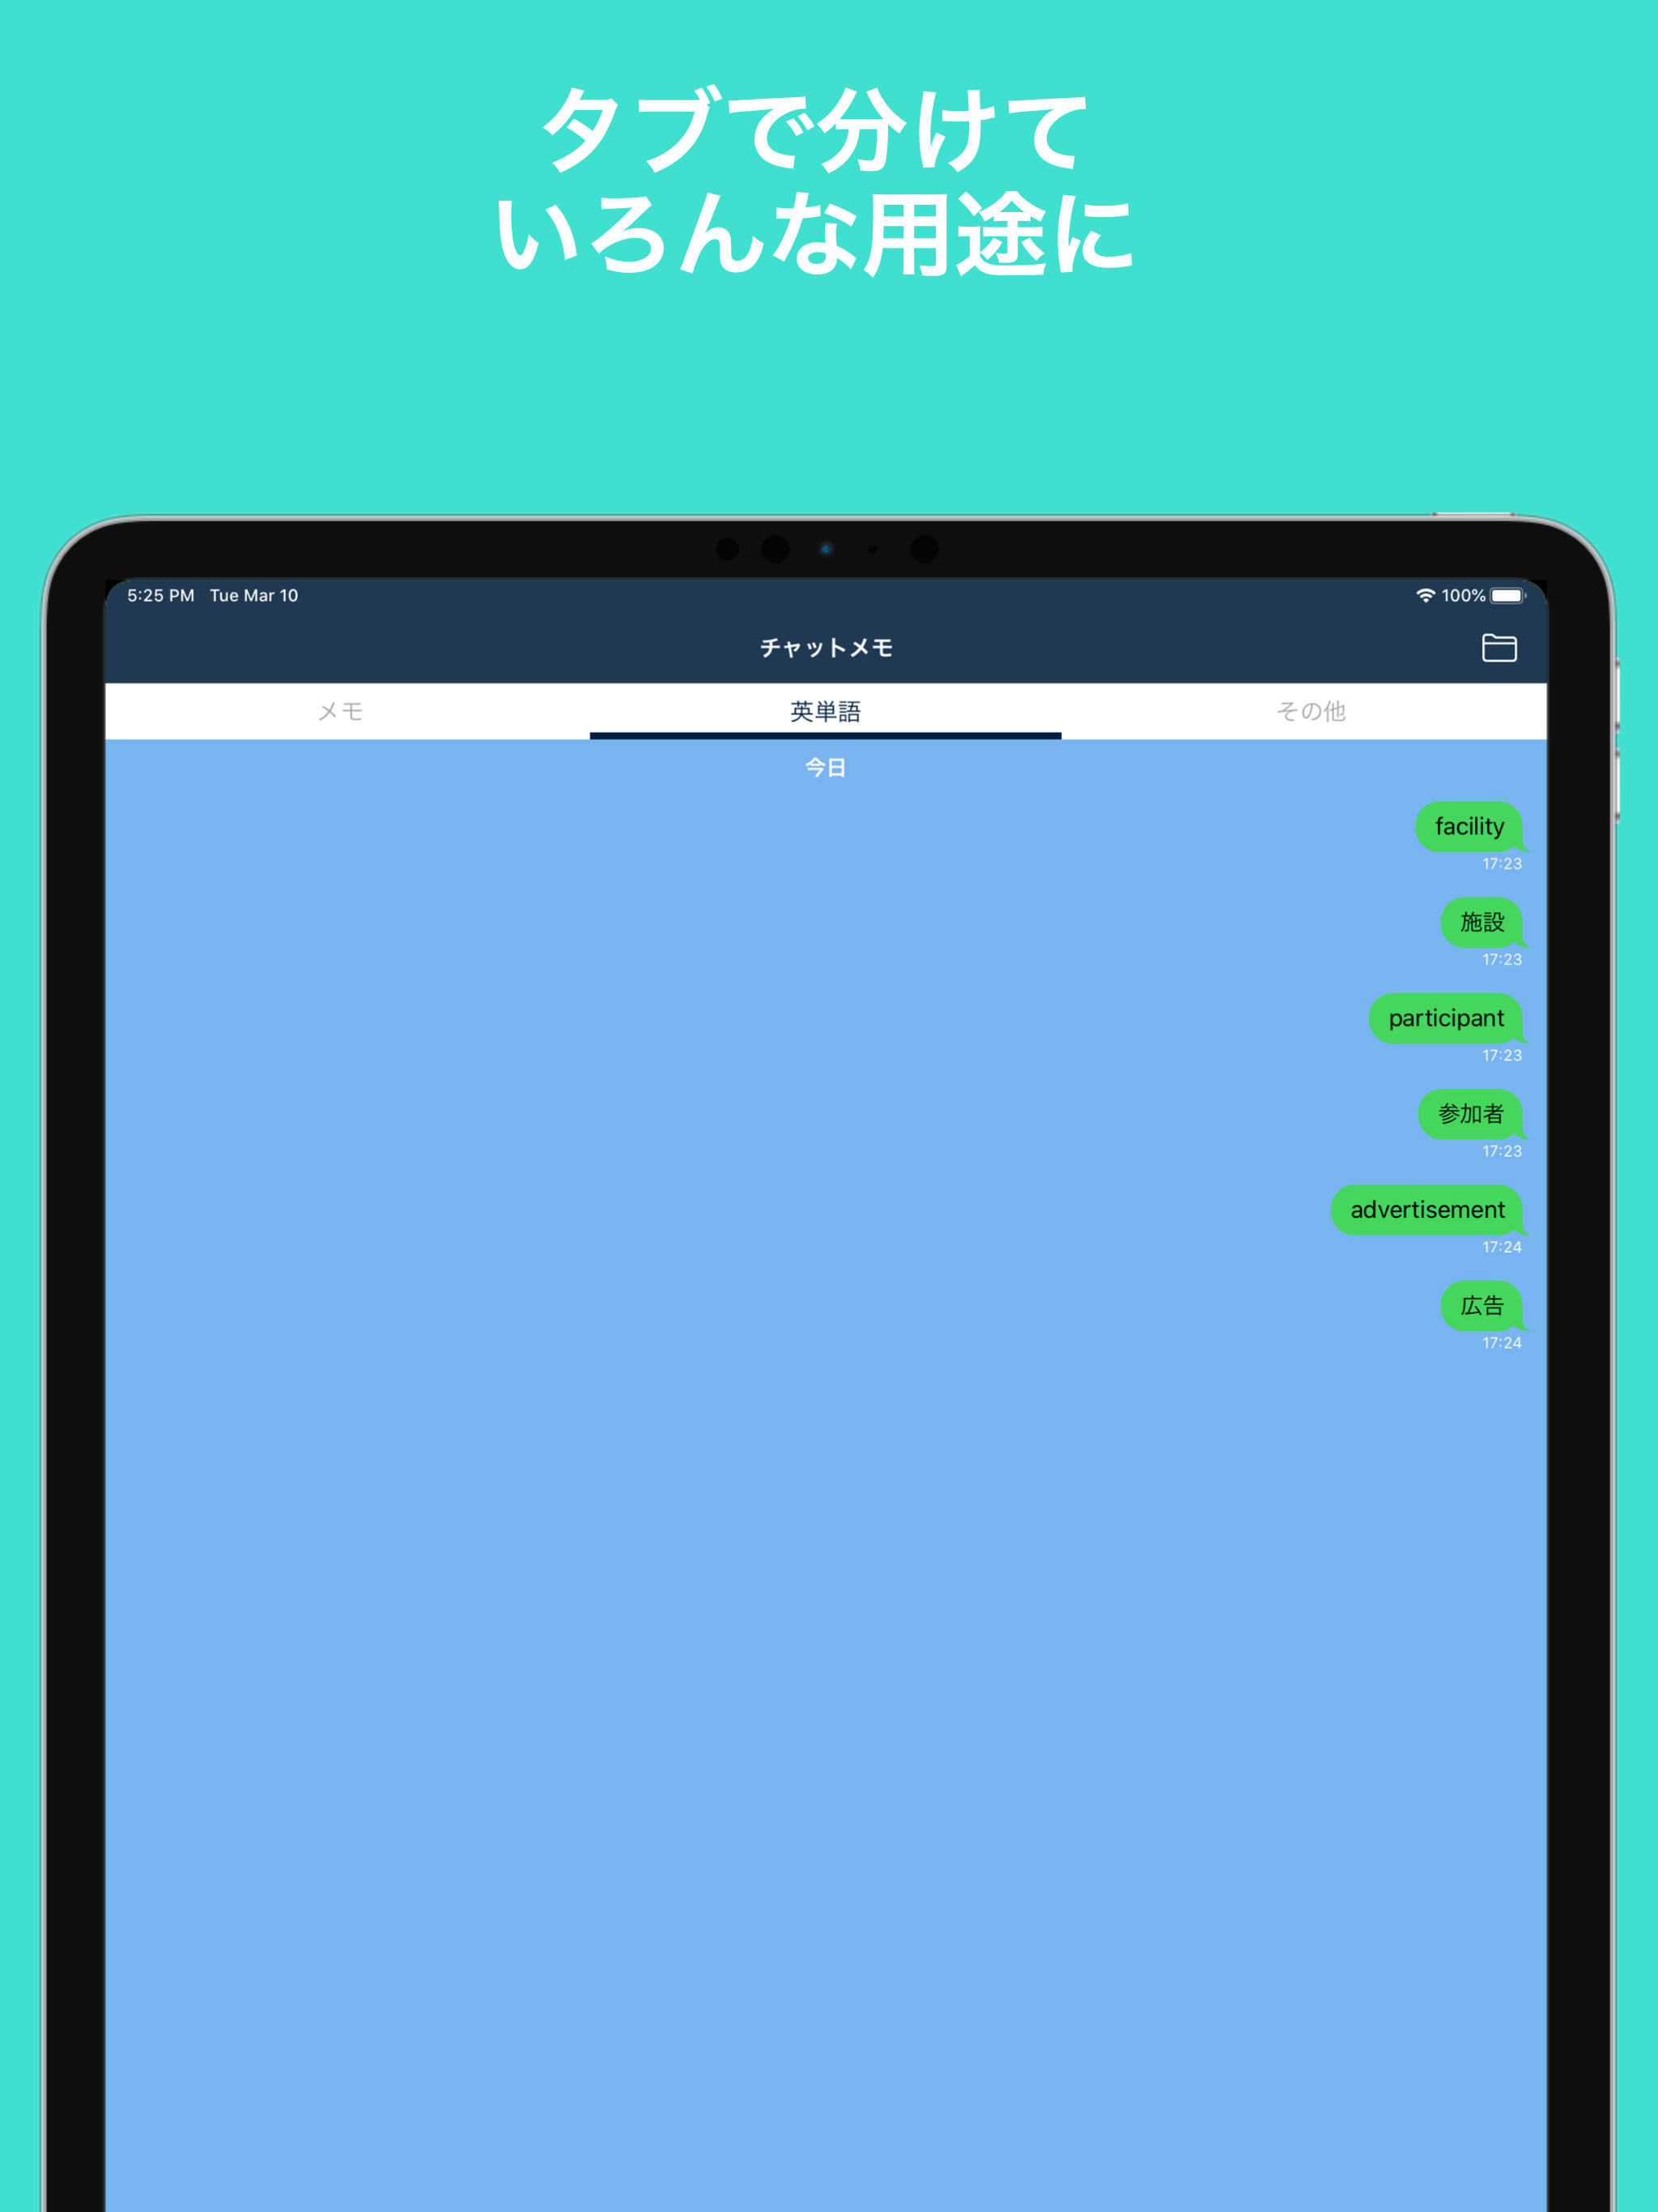 タブで分けて
いろんな用途に
5:25 PM Tue Mar 10 100%
チャットメモ
メモ 英単語 その他
今日
facility
17:23
施設
17:23
participant
17:23
参加者
17:23
advertisement
17:24
広告
17:24